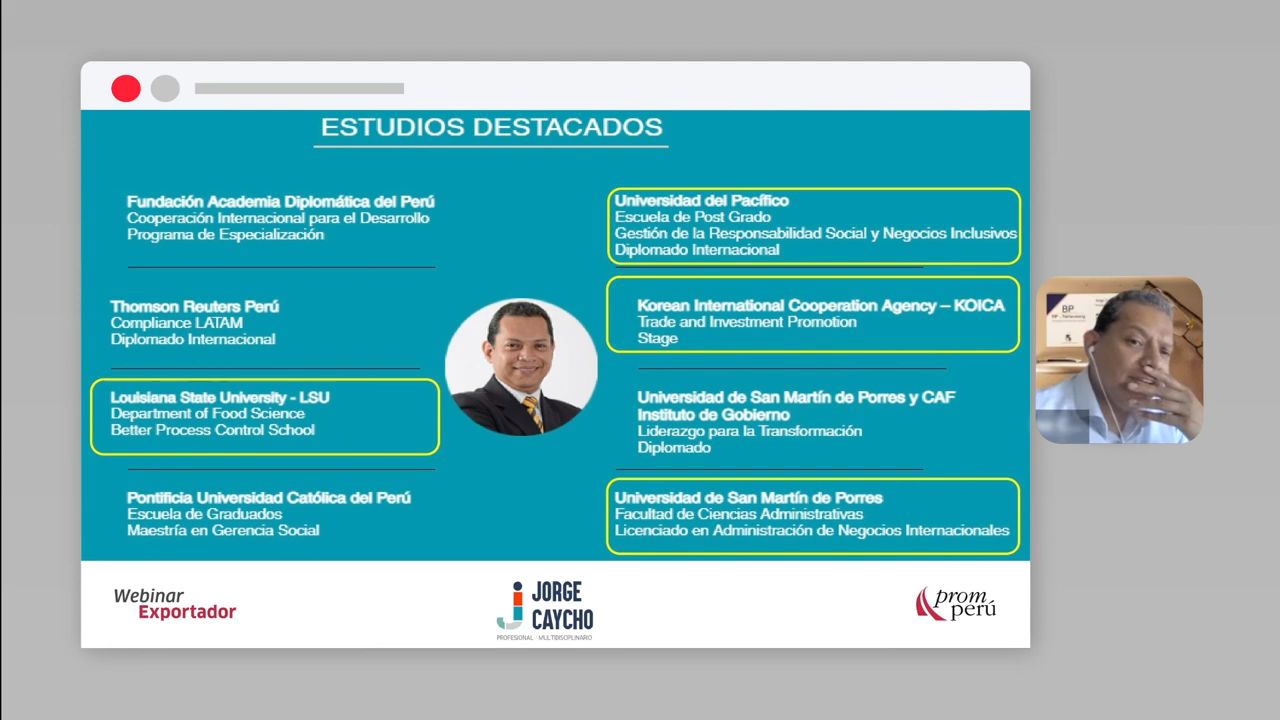 ESTUDIOS DESTACADOS
Fundación Academia Diplomática del Perú
Cooperación Internacional para el Desarrollo
Programa de Especialización
Thomson Reuters Perú
Compliance LATAM
Diplomado Internacional
Louisiana State University - LSU
Department of Food Science
Better Process Control School
Pontificia Universidad Católica del Perú
Escuela de Graduados
Maestría en Gerencia Social
Universidad del Pacífico
Escuela de Post Grado
Gestión de la Responsabilidad Social y Negocios Inclusivos
Diplomado Internacional
Korean International Cooperation Agency – KOICA
Trade and Investment Promotion
Stage
Universidad de San Martín de Porres y CAF
Instituto de Gobierno
Liderazgo para la Transformación
Diplomado
Universidad de San Martín de Porres
Facultad de Ciencias Administrativas
Licenciado en Administración de Negocios Internacionales
BP
Webinar
Exportador
JORGE
CAYCHO
PROFESIONAL - MULTIDISCIPLINARIO
prom
perú